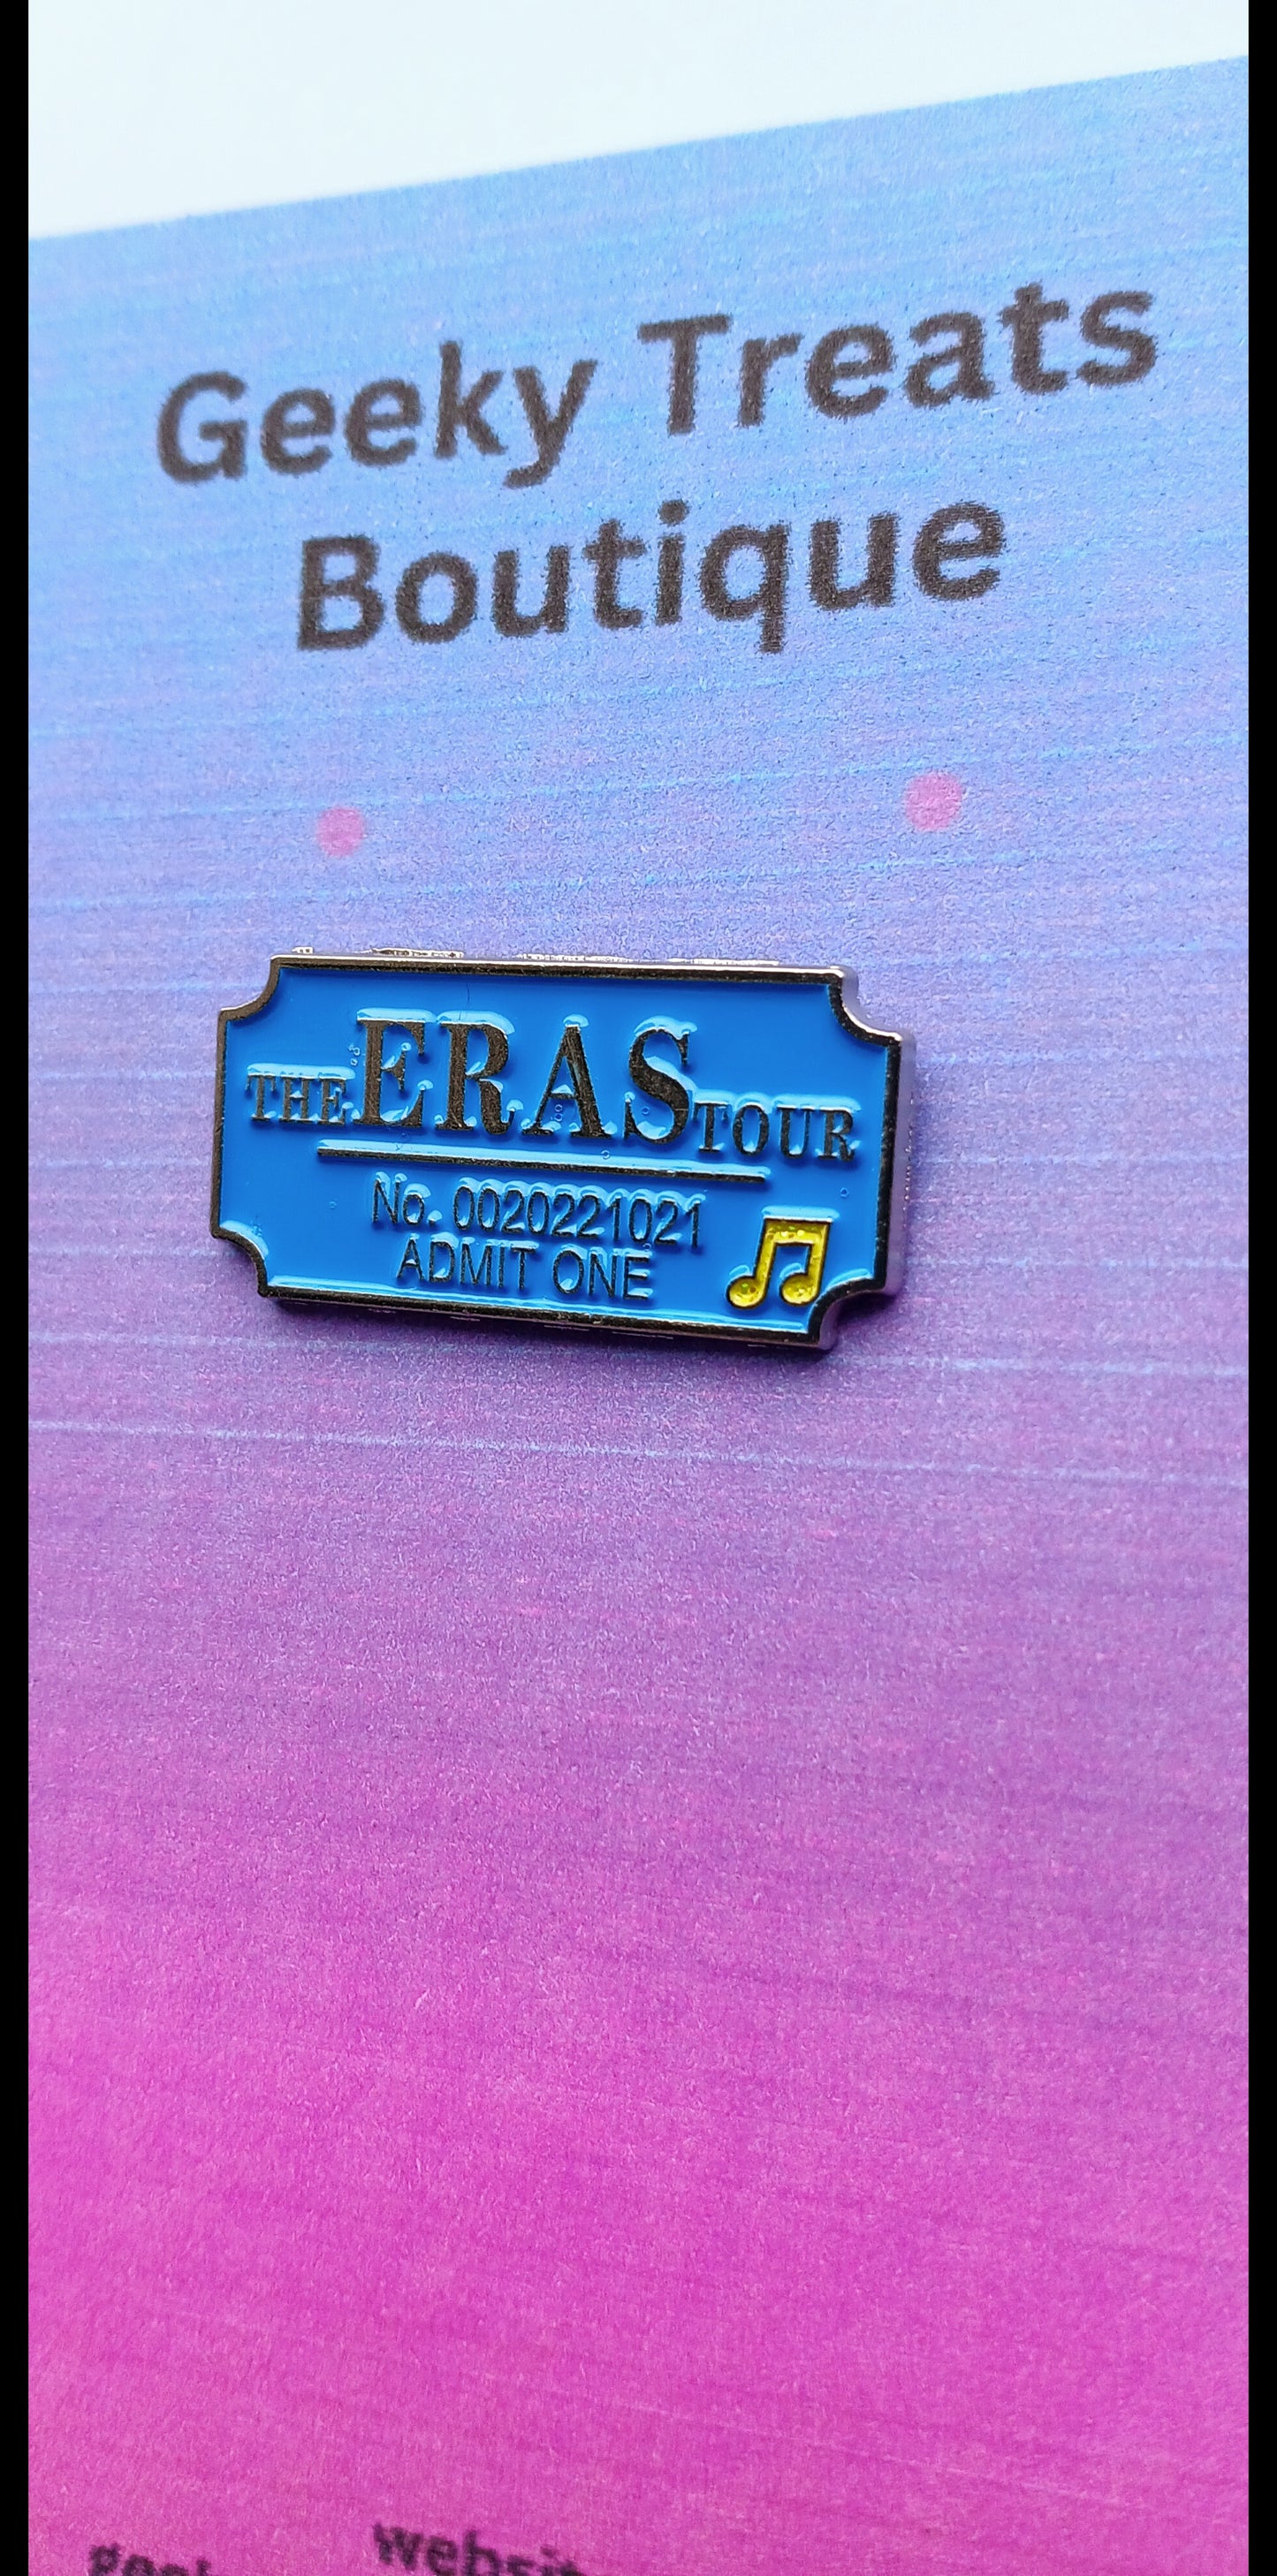 Geeky Treats
Boutique
THE ERAS TOUR
No. 0020221021
ADMIT ONE